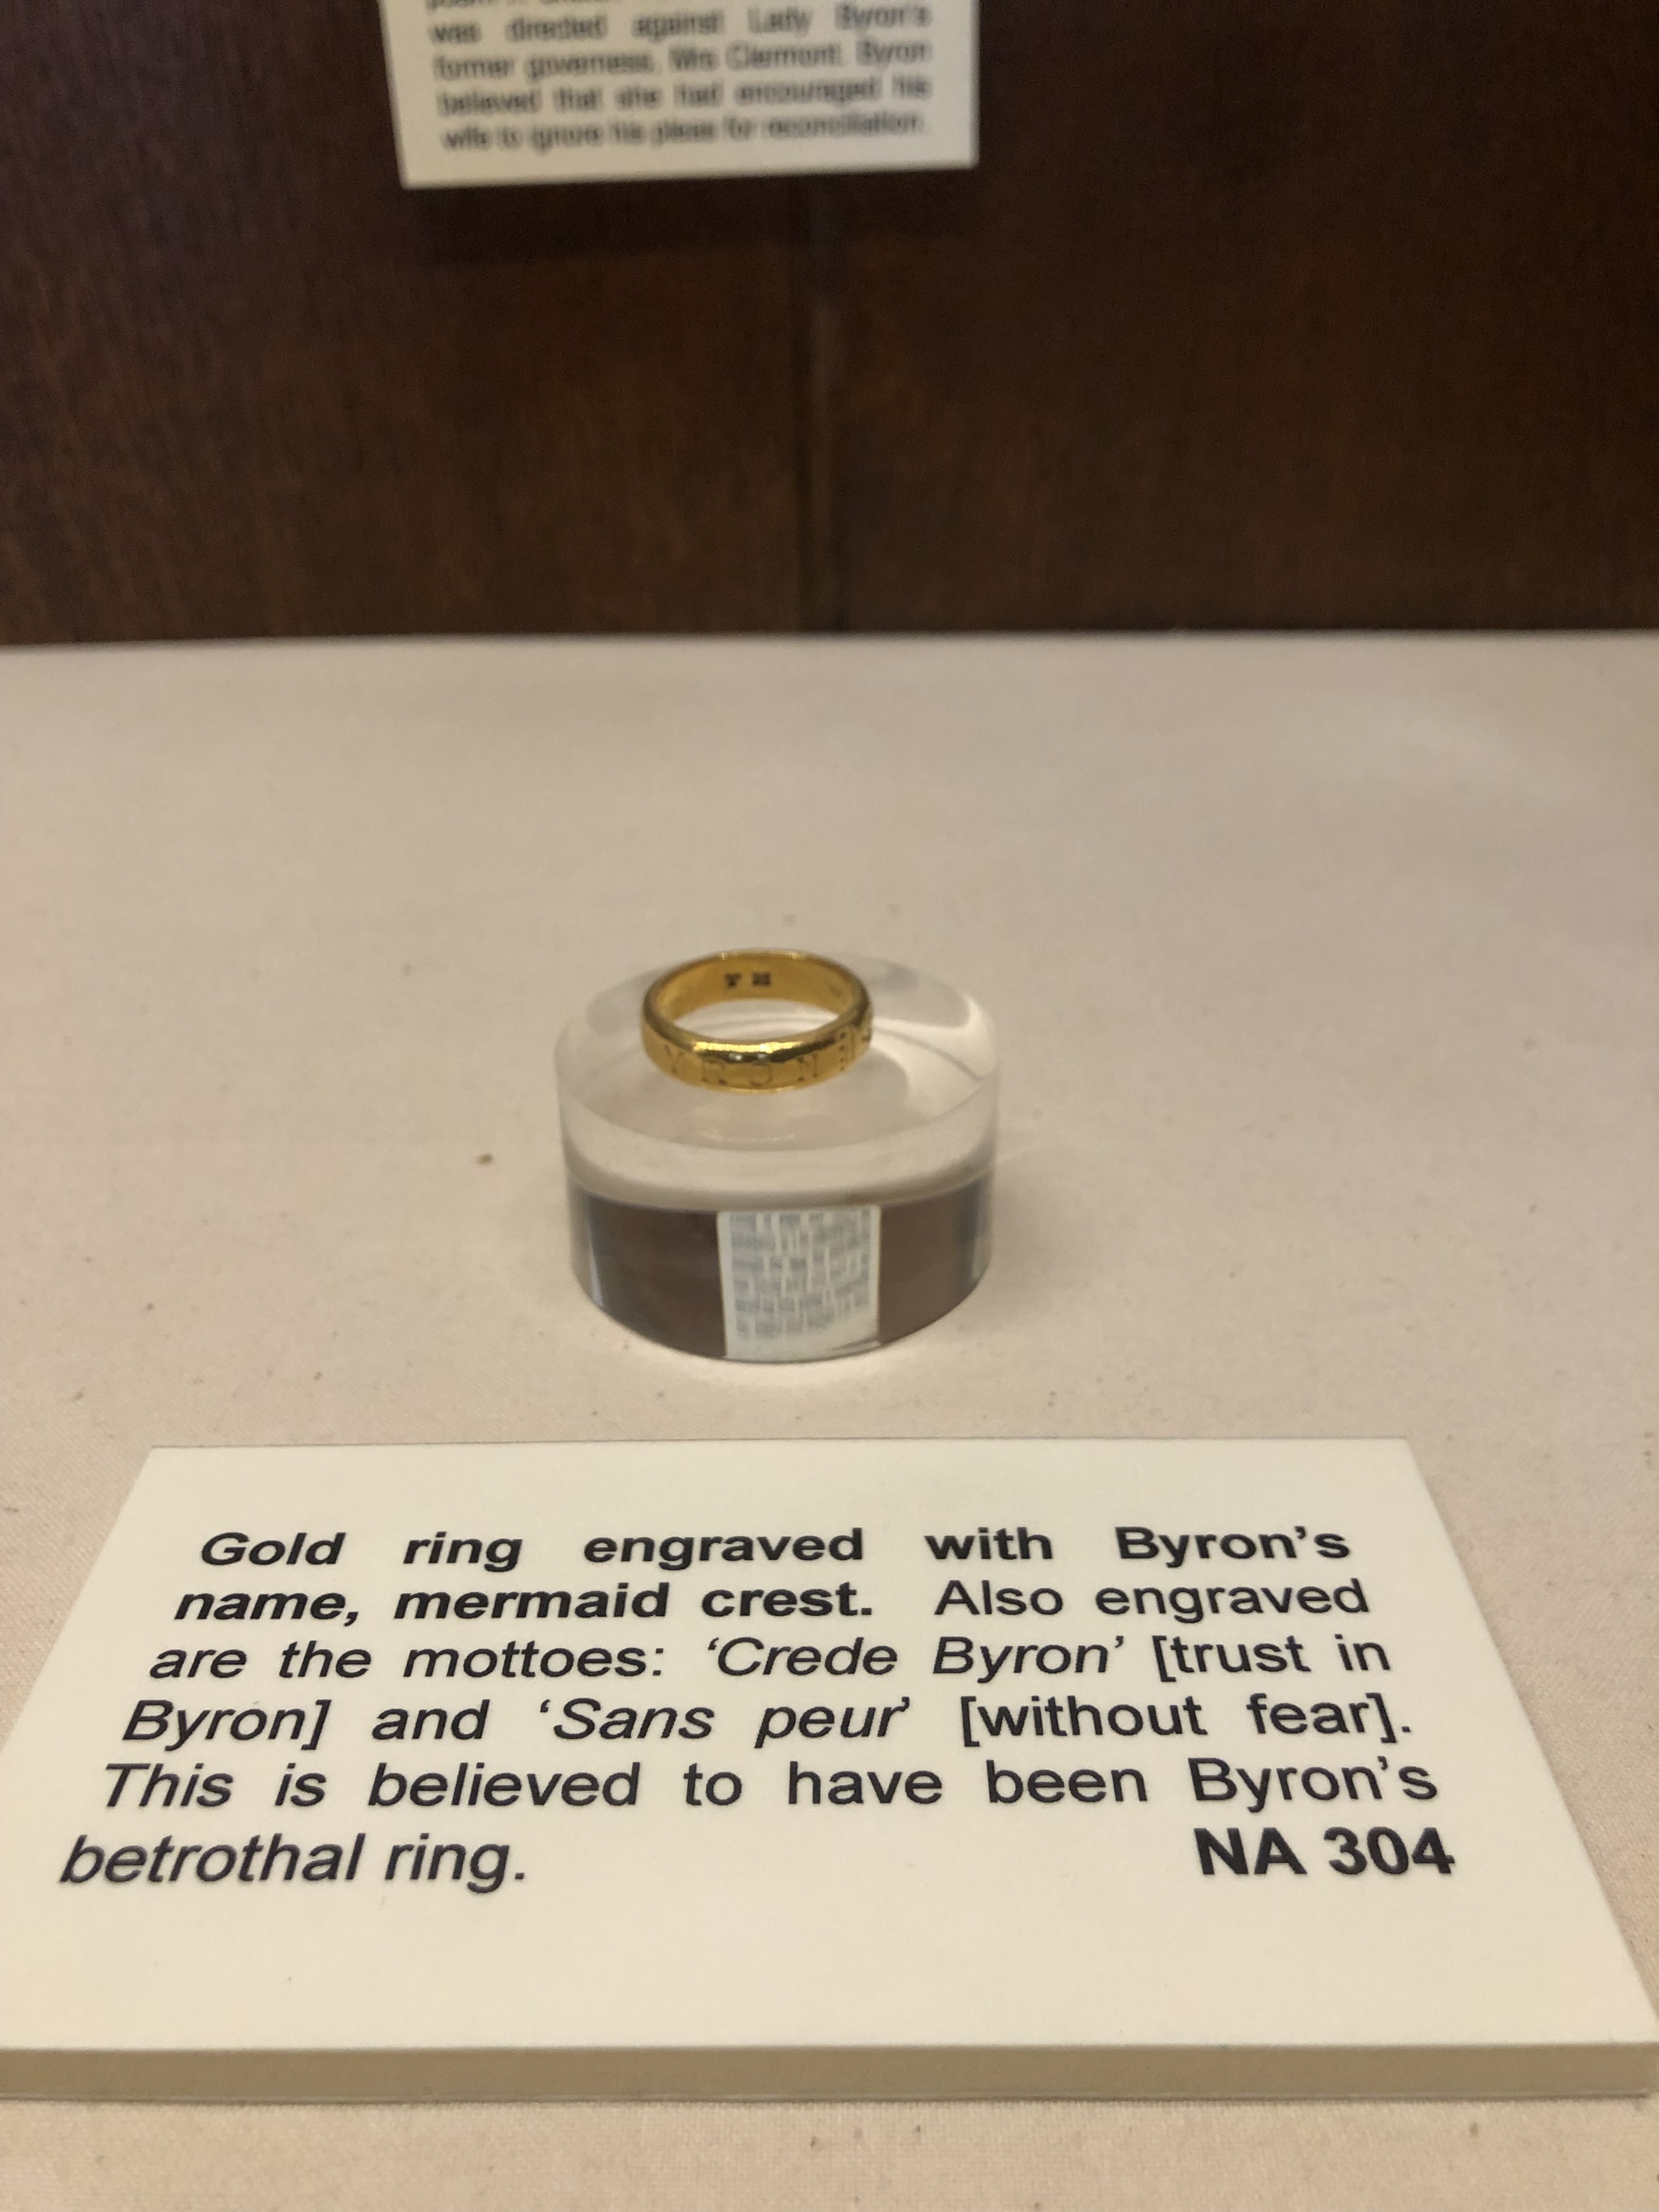 was directed against Lady Byron's
former governess, Mrs Clermont. Byron
believed that she had encouraged his
wife to ignore his pleas for reconciliation.
YRON
Gold ring engraved with Byron's
name, mermaid crest. Also engraved
are the mottoes: 'Crede Byron' [trust in
Byron] and 'Sans peur' [without fear].
This is believed to have been Byron's
betrothal ring. NA 304